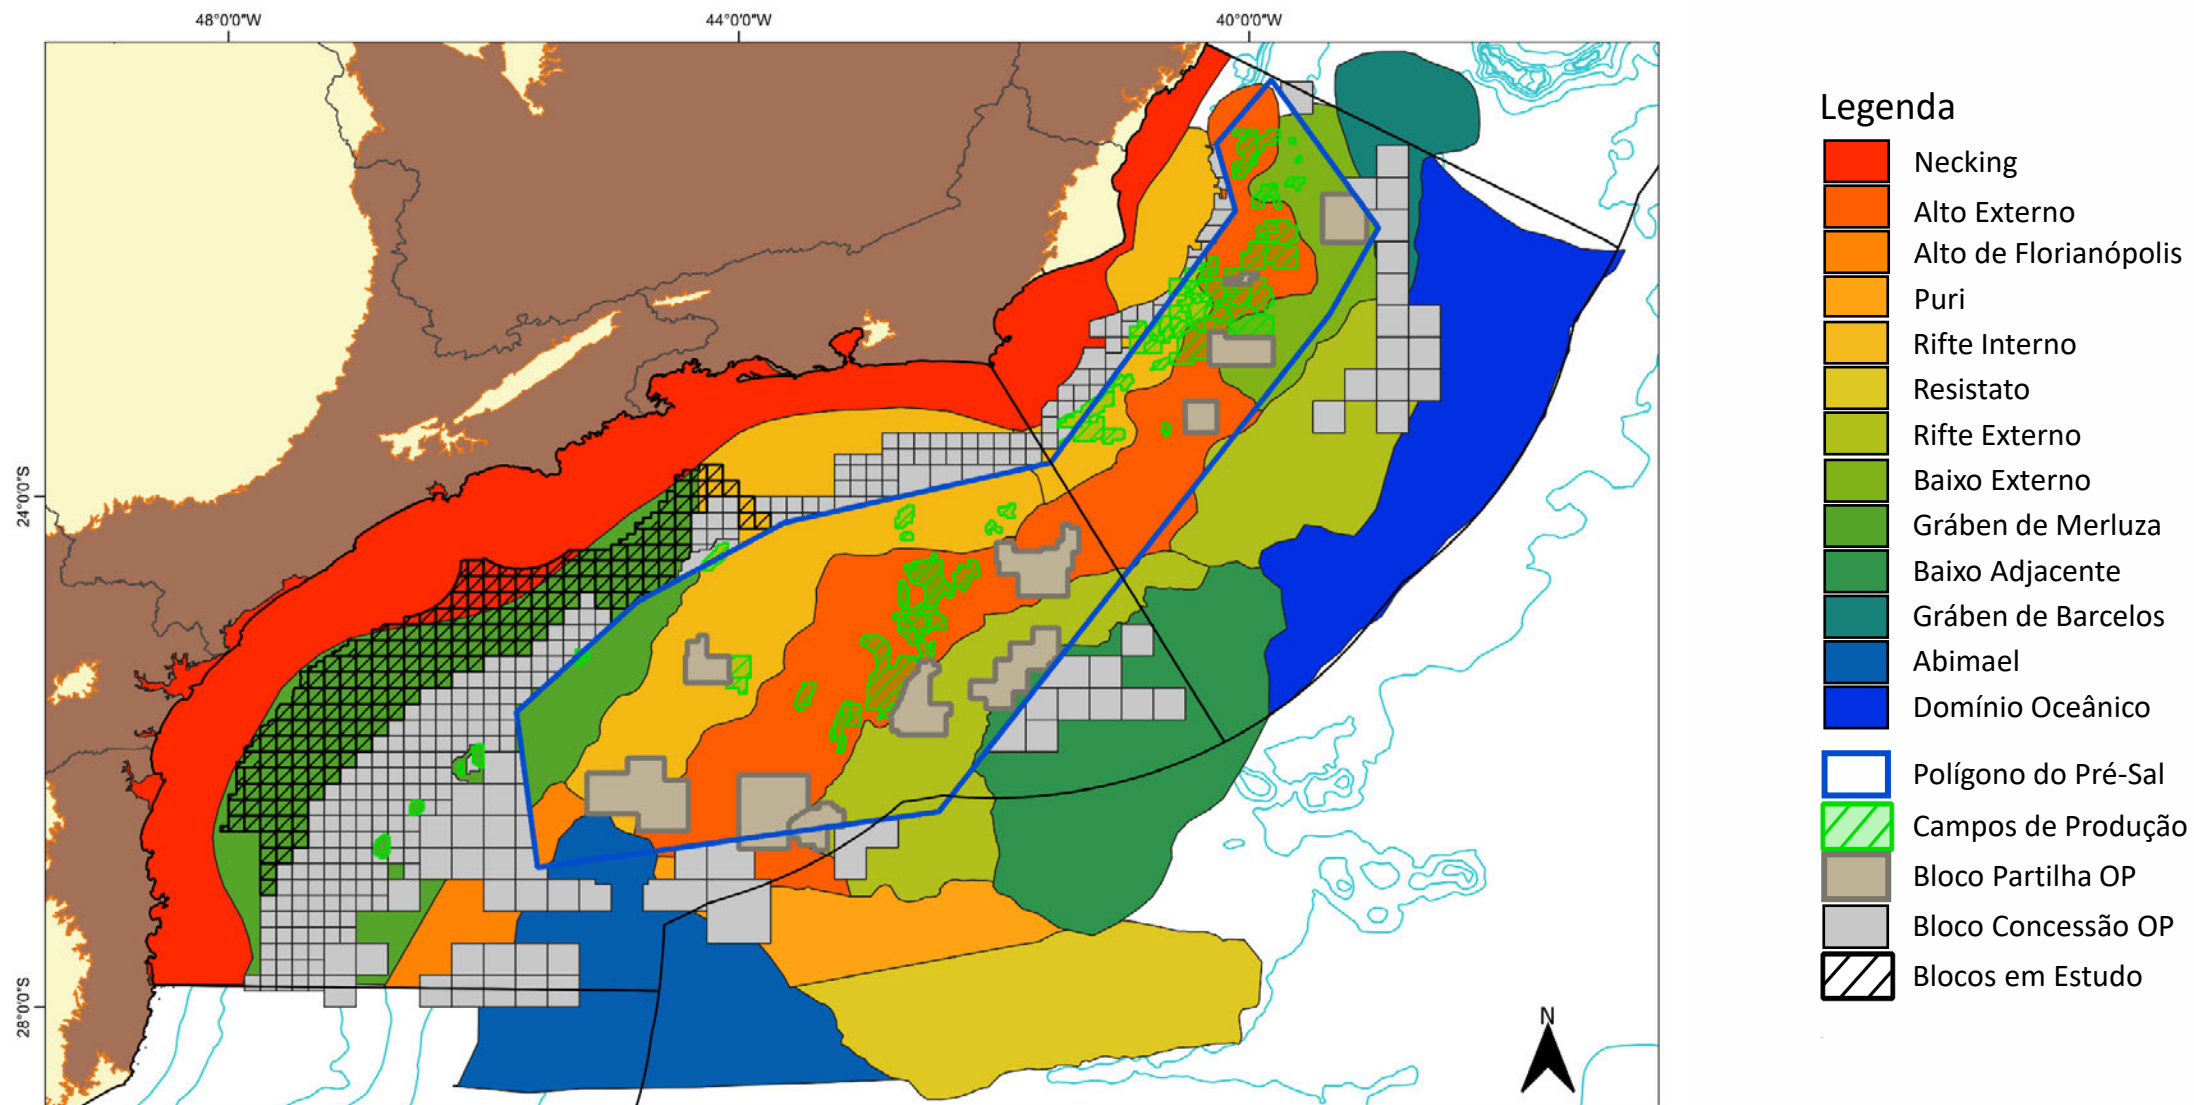 48°0'0"W
44°0'0"W
40°0'0"W
24°0'0"S
28°0'0"S
N
Legenda
Necking
Alto Externo
Alto de Florianópolis
Puri
Rifte Interno
Resistato
Rifte Externo
Baixo Externo
Gráben de Merluza
Baixo Adjacente
Gráben de Barcelos
Abimael
Domínio Oceânico
Polígono do Pré-Sal
Campos de Produção
Bloco Partilha OP
Bloco Concessão OP
Blocos em Estudo